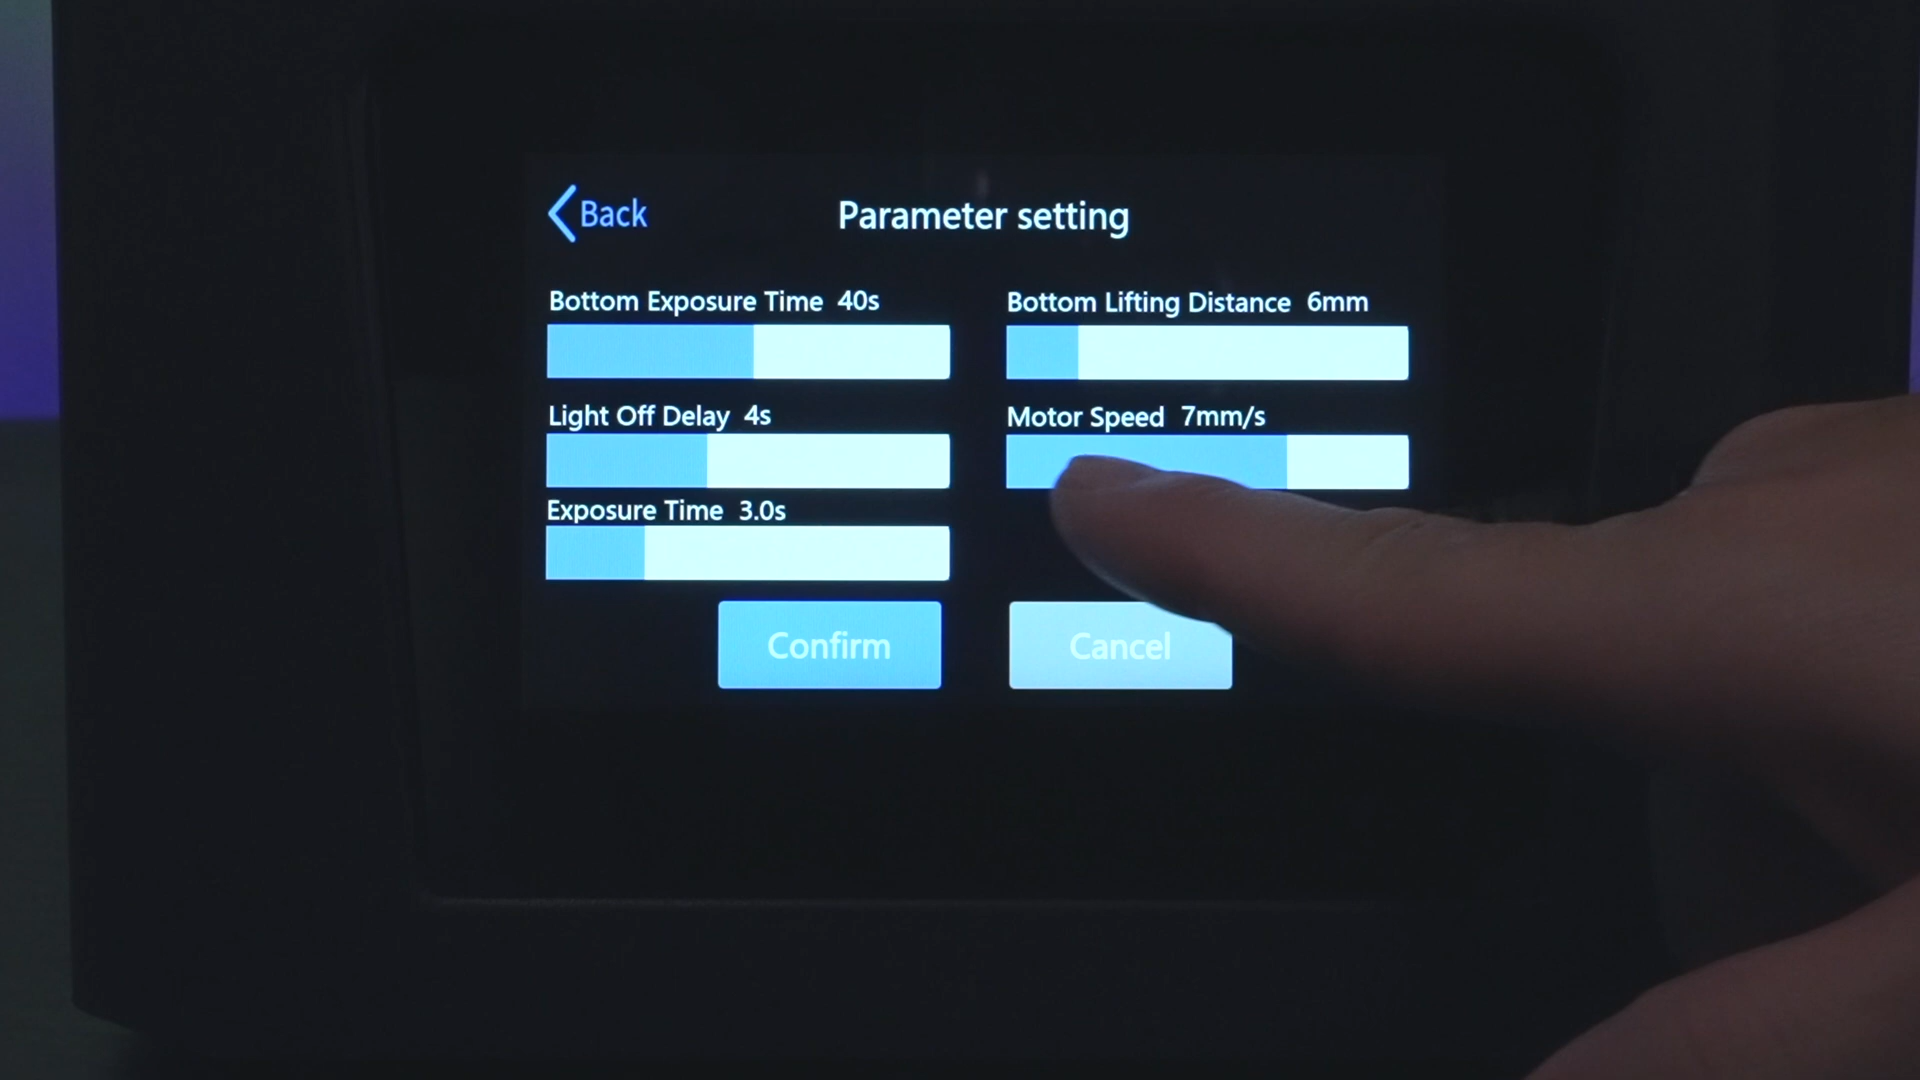 Back
Parameter setting
Bottom Exposure Time 40s
Bottom Lifting Distance 6mm
Light Off Delay 4s
Motor Speed 7mm/s
Exposure Time 3.0s
Confirm
Cancel